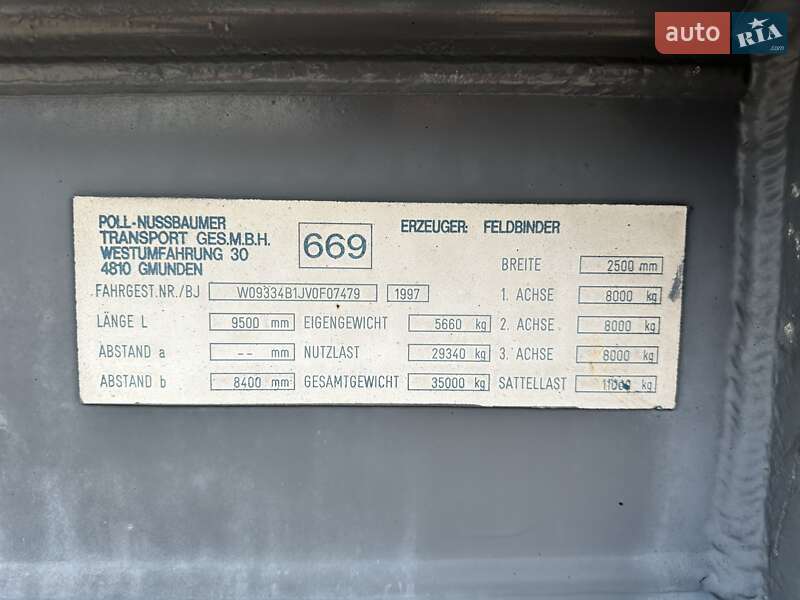 auto RIA.com
POLL-NUSSBAUMER
TRANSPORT GES.M.B.H.
WESTUMFAHRUNG 30
4810 GMUNDEN
669
ERZEUGER: FELDBINDER
BREITE 2500 mm
FAHRGEST.NR./BJ W09334B1JV0F07479 1997 1. ACHSE 8000 kg
LÄNGE L 9500 mm EIGENGEWICHT 5660 kg 2. ACHSE 8000 kg
ABSTAND a -- mm NUTZLAST 29340 kg 3. ACHSE 8000 kg
ABSTAND b 8400 mm GESAMTGEWICHT 35000 kg SATTELLAST 11000 kg